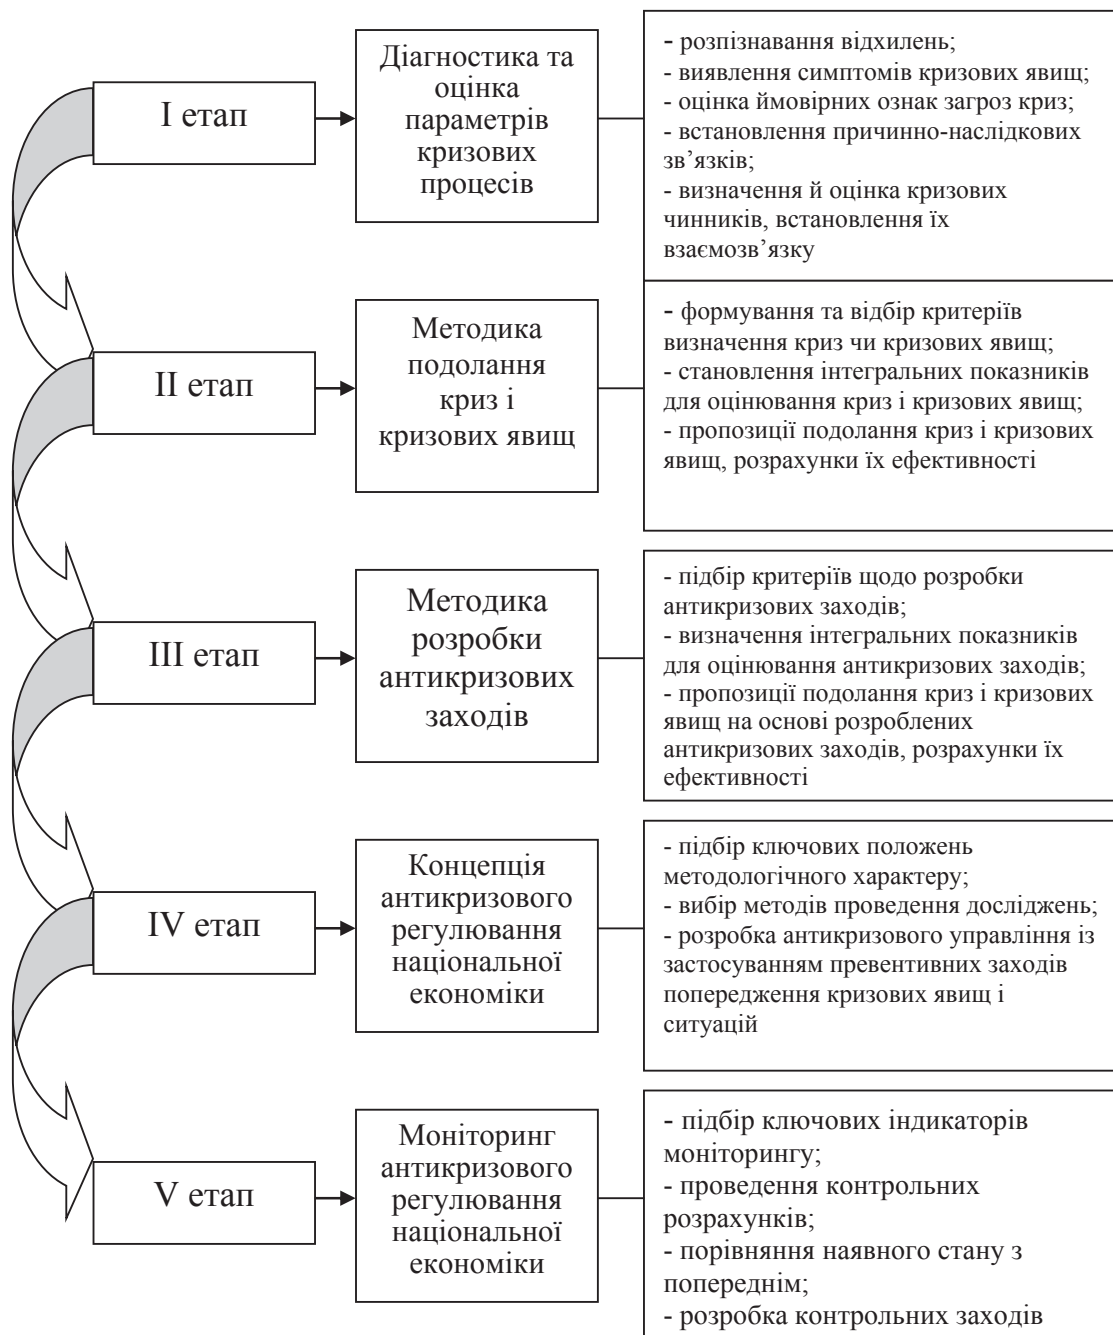 І етап
Діагностика та
оцінка
параметрів
кризових
процесів
- розпізнавання відхилень;
- виявлення симптомів кризових явищ;
- оцінка ймовірних ознак загроз криз;
- встановлення причинно-наслідкових
зв’язків;
- визначення й оцінка кризових
чинників, встановлення їх
взаємозв’язку
ІІ етап
Методика
подолання
криз і
кризових явищ
- формування та відбір критеріїв
визначення криз чи кризових явищ;
- становлення інтегральних показників
для оцінювання криз і кризових явищ;
- пропозиції подолання криз і кризових
явищ, розрахунки їх ефективності
ІІІ етап
Методика
розробки
антикризових
заходів
- підбір критеріїв щодо розробки
антикризових заходів;
- визначення інтегральних показників
для оцінювання антикризових заходів;
- пропозиції подолання криз і кризових
явищ на основі розроблених
антикризових заходів, розрахунки їх
ефективності
IV етап
Концепція
антикризового
регулювання
національної
економіки
- підбір ключових положень
методологічного характеру;
- вибір методів проведення досліджень;
- розробка антикризового управління із
застосуванням превентивних заходів
попередження кризових явищ і
ситуацій
V етап
Моніторинг
антикризового
регулювання
національної
економіки
- підбір ключових індикаторів
моніторингу;
- проведення контрольних
розрахунків;
- порівняння наявного стану з
попереднім;
- розробка контрольних заходів